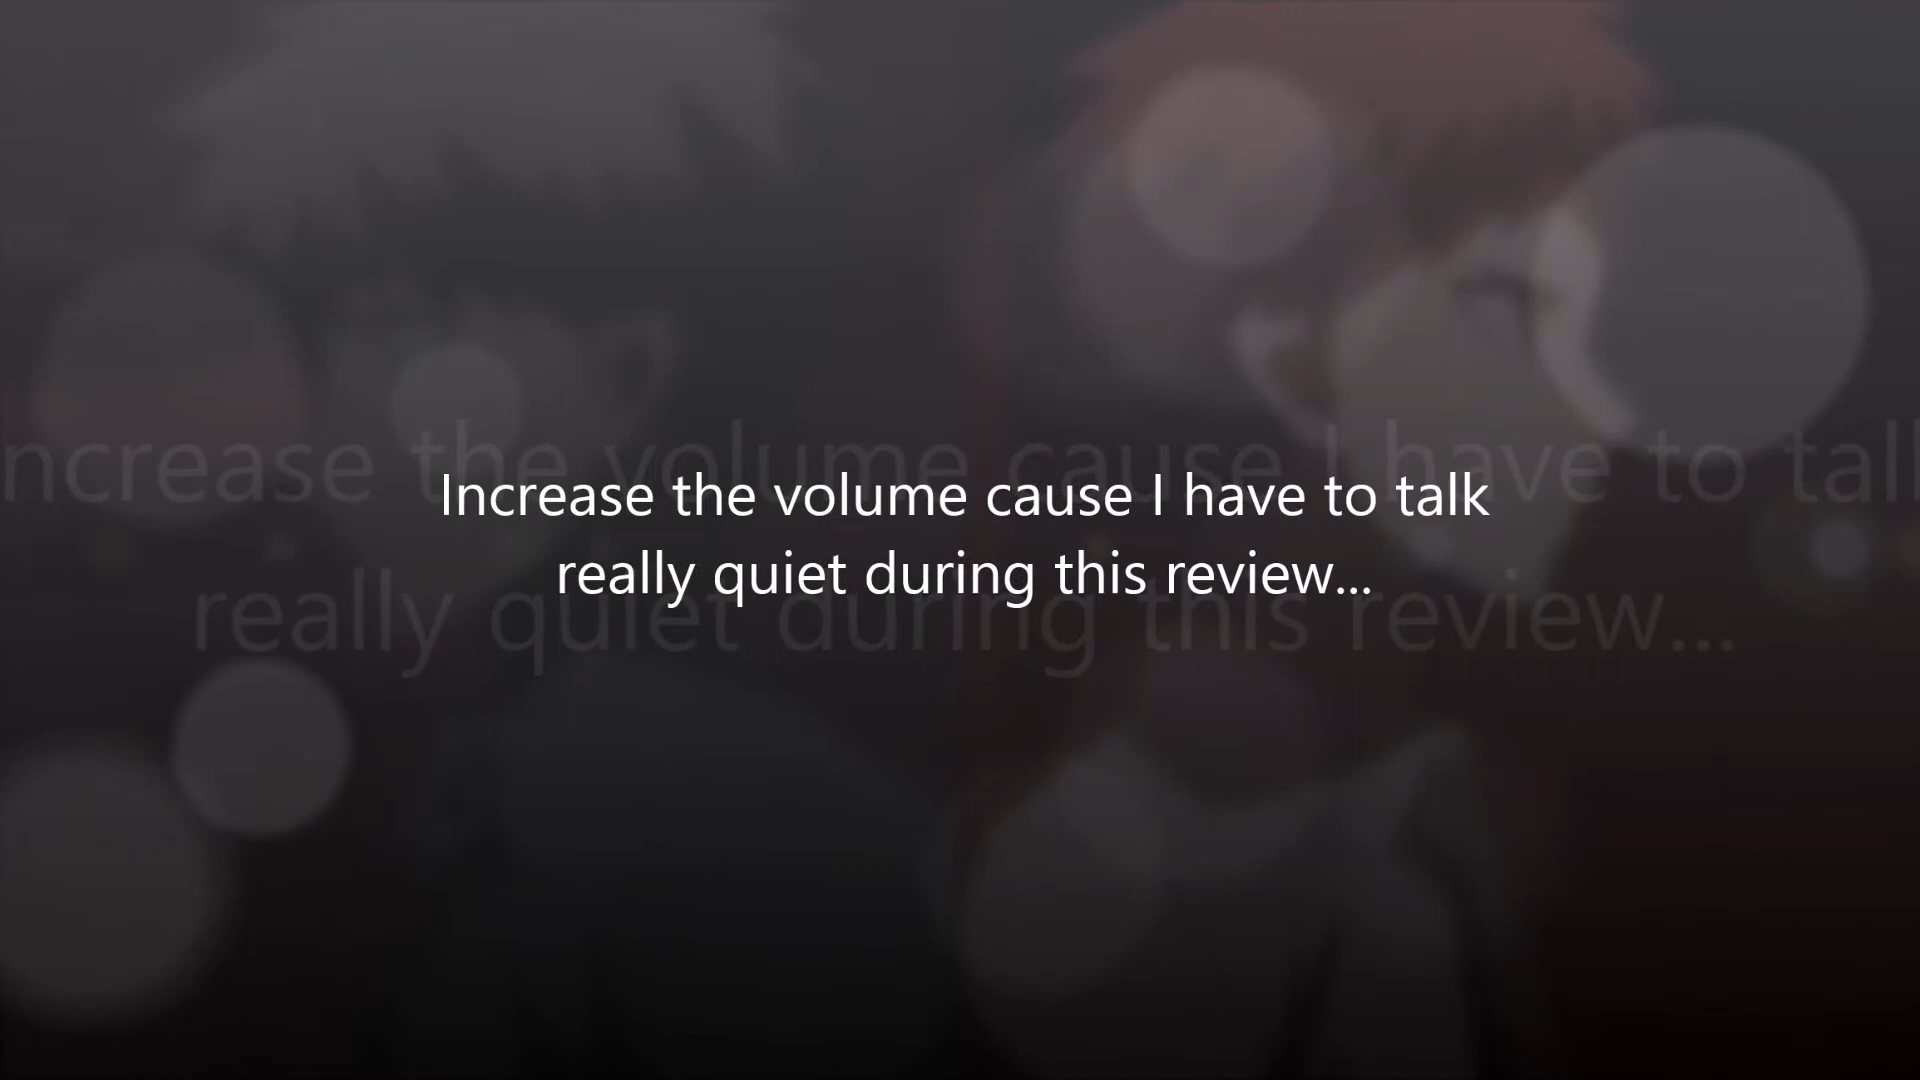 Increase the volume cause I have to talk
really quiet during this review...